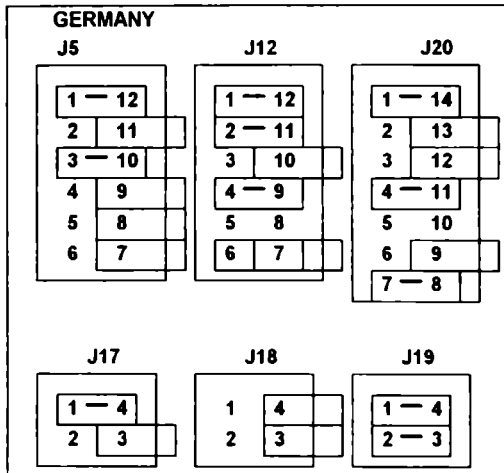 GERMANY
J5 J12 J20
1 — 12 1 — 12 1 — 14
2 11 2 — 11 2 13
3 — 10 3 10 3 12
4 9 4 — 9 4 — 11
5 8 5 8 5 10
6 7 6 7 6 9
7 — 8
J17 J18 J19
1 — 4 1 4 1 — 4
2 3 2 3 2 — 3